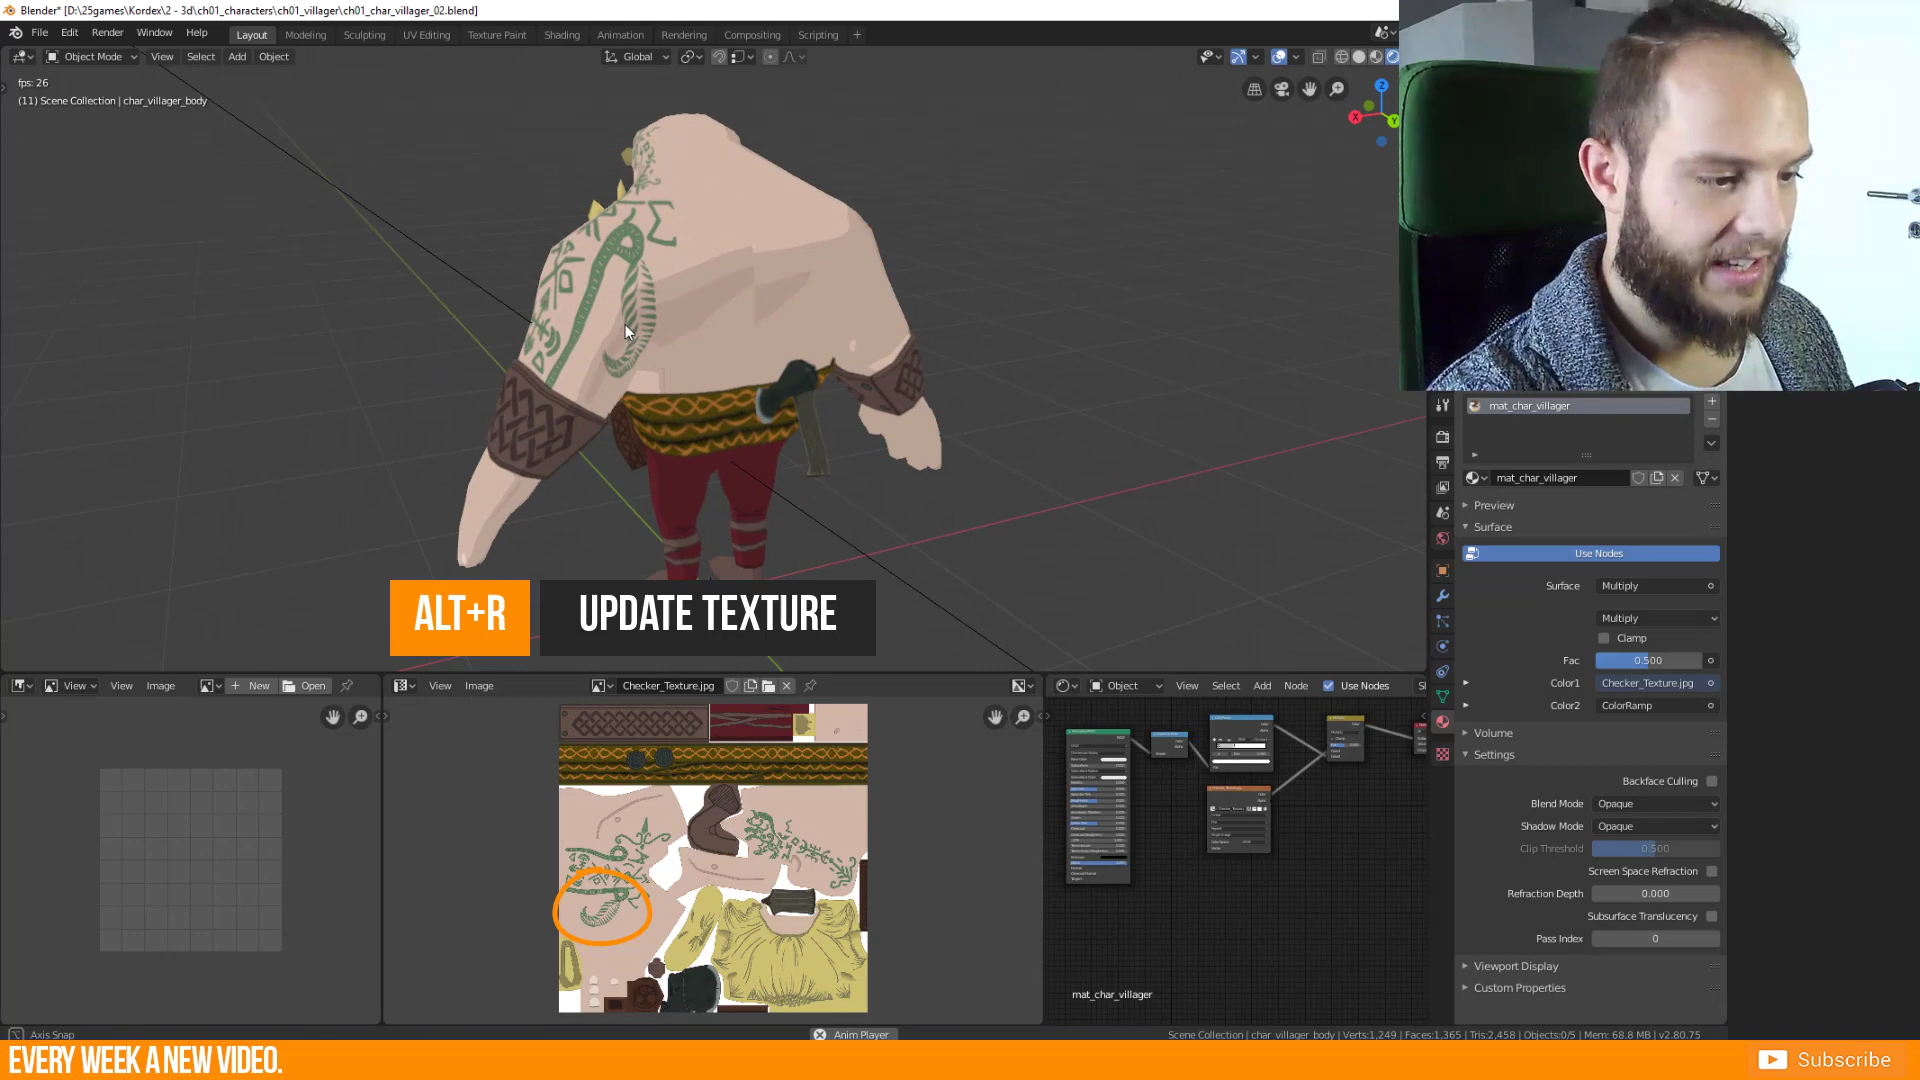 Blender* [D:\25games\Kordex\2 - 3d\ch01_characters\ch01_villager\ch01_char_villager_02.blend]
File Edit Render Window Help Layout Modeling Sculpting UV Editing Texture Paint Shading Animation Rendering Compositing Scripting +
Object Mode View Select Add Object Global
fps: 26
(11) Scene Collection | char_villager_body
Z
X
Y
mat_char_villager
mat_char_villager
Preview
Surface
Use Nodes
Surface Multiply
Multiply
Clamp
Fac 0.500
Color1 Checker_Texture.jpg
Color2 ColorRamp
Volume
Settings
Backface Culling
Blend Mode Opaque
Shadow Mode Opaque
Clip Threshold 0.500
Screen Space Refraction
Refraction Depth 0.000
Subsurface Translucency
Pass Index 0
Viewport Display
Custom Properties
ALT+R UPDATE TEXTURE
View View Image New Open
View Image Checker_Texture.jpg
Object View Select Add Node Use Nodes
mat_char_villager
Axis Snap
Anim Player
Scene Collection | char_villager_body | Verts:1,249 | Faces:1,365 | Tris:2,458 | Objects:0/5 | Mem: 68.8 MB | v2.80.75
EVERY WEEK A NEW VIDEO.
Subscribe